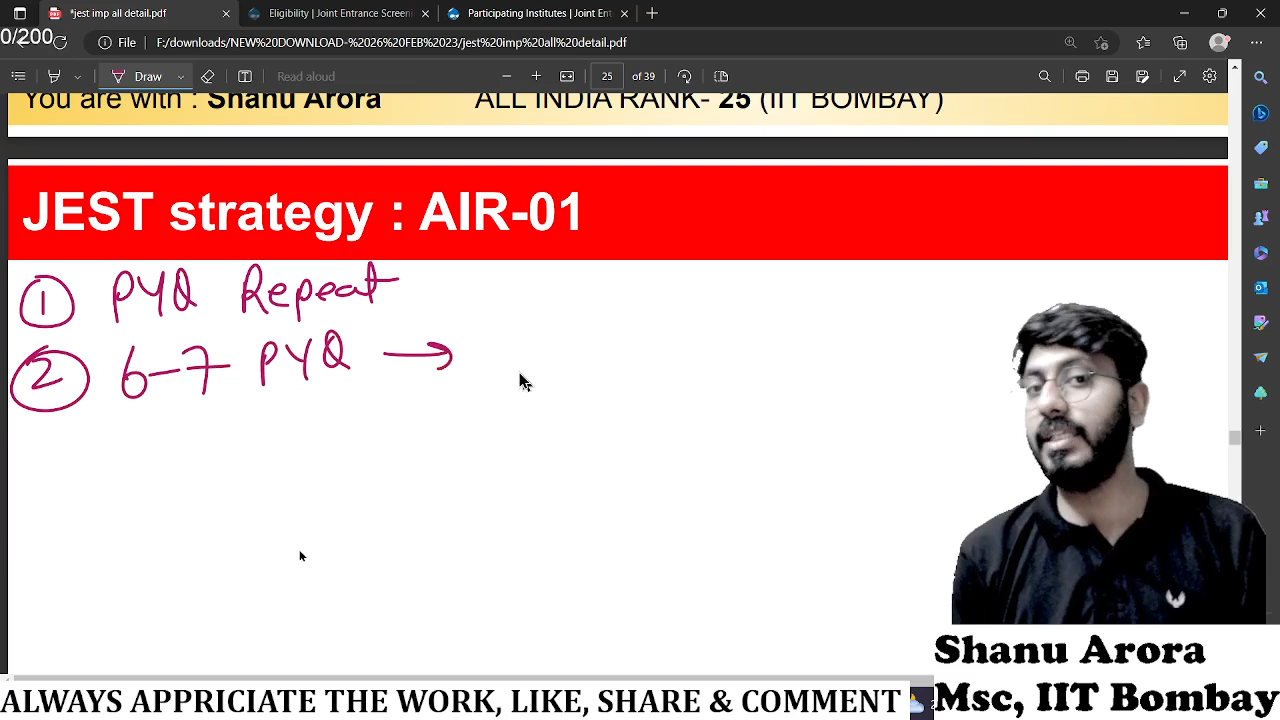 *jest imp all detail.pdf
Eligibility | Joint Entrance Screeni
Participating Institutes | Joint Ent
0/200
File
F:/downloads/NEW%20DOWNLOAD-%2026%20FEB%2023/jest%20imp%20all%20detail.pdf
Draw
Read aloud
25 of 39
You are with : Shanu Arora
ALL INDIA RANK- 25 (IIT BOMBAY)
JEST strategy : AIR-01
1 PYQ Repeat
2 6-7 PYQ →
Shanu Arora
ALWAYS APPRICIATE THE WORK, LIKE, SHARE & COMMENT
Msc, IIT Bombay